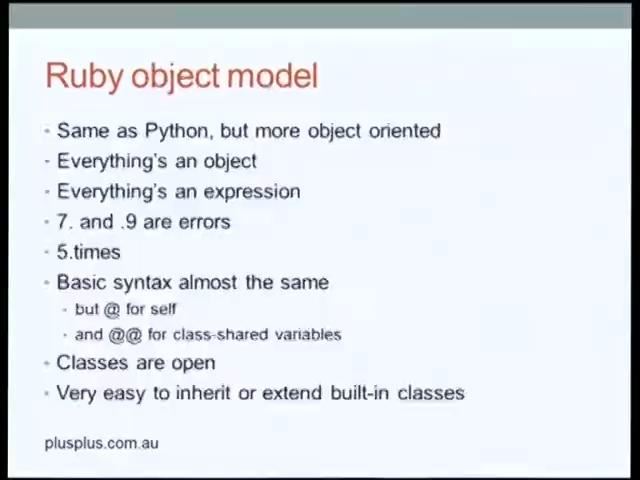 Ruby object model
Same as Python, but more object oriented
Everything's an object
Everything's an expression
7. and .9 are errors
5.times
Basic syntax almost the same
but @ for self
and @@ for class-shared variables
Classes are open
Very easy to inherit or extend built-in classes
plusplus.com.au